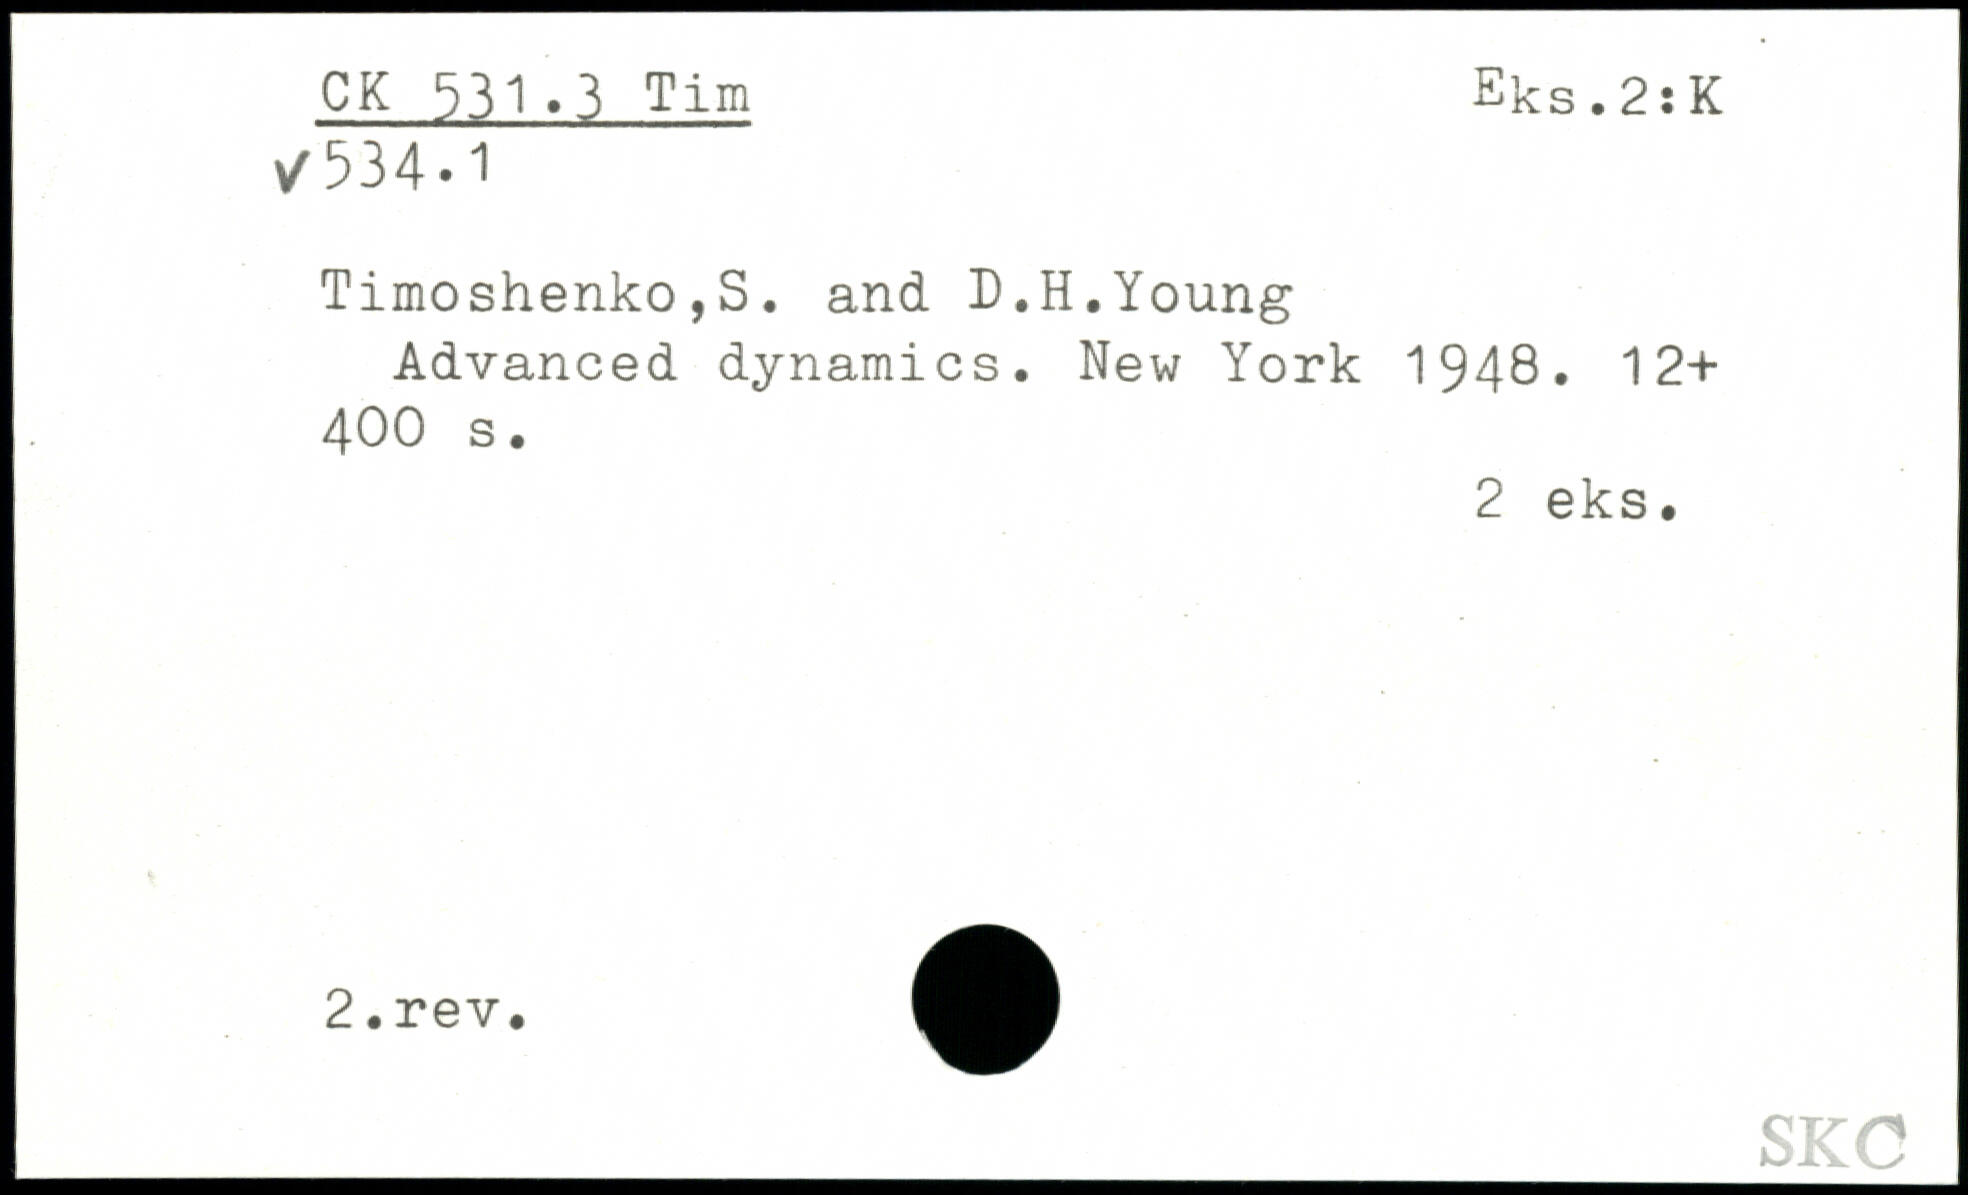 CK 531.3 Tim
Eks.2:K
✓534.1
Timoshenko,S. and D.H.Young
Advanced dynamics. New York 1948. 12+
400 s.
2 eks.
2.rev.
SKC